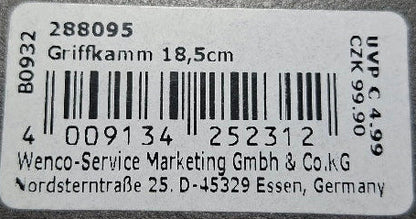 B0932
288095
Griffkamm 18,5cm
4 009134 252312
Wenco-Service Marketing Gmbh & Co.KG
Nordsterntraße 25. D-45329 Essen, Germany
UVP € 4.99
CZK 99.90